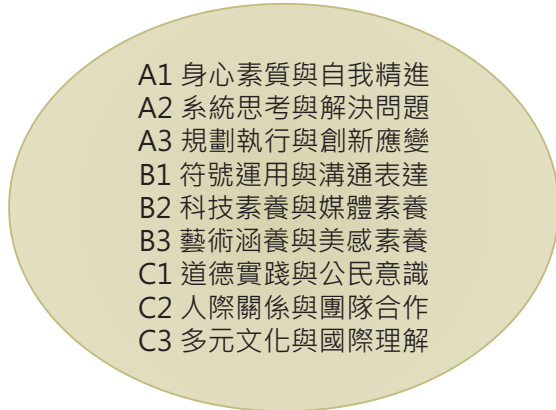 A1 身心素質與自我精進
A2 系統思考與解決問題
A3 規劃執行與創新應變
B1 符號運用與溝通表達
B2 科技素養與媒體素養
B3 藝術涵養與美感素養
C1 道德實踐與公民意識
C2 人際關係與團隊合作
C3 多元文化與國際理解